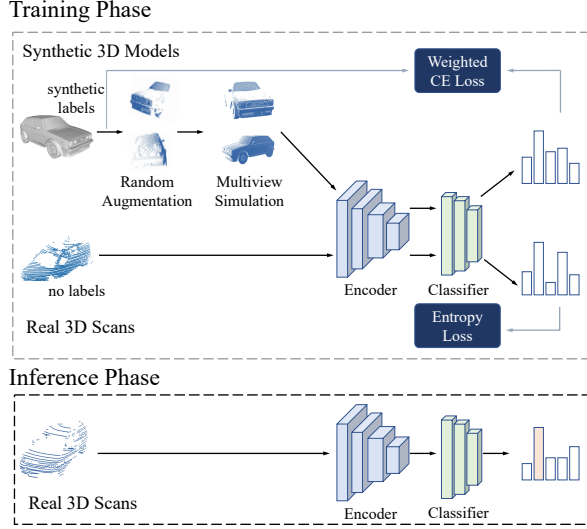 Training Phase
Synthetic 3D Models
synthetic
labels
Weighted
CE Loss
Random
Augmentation
Multiview
Simulation
no labels
Encoder
Classifier
Real 3D Scans
Entropy
Loss
Inference Phase
Real 3D Scans
Encoder
Classifier